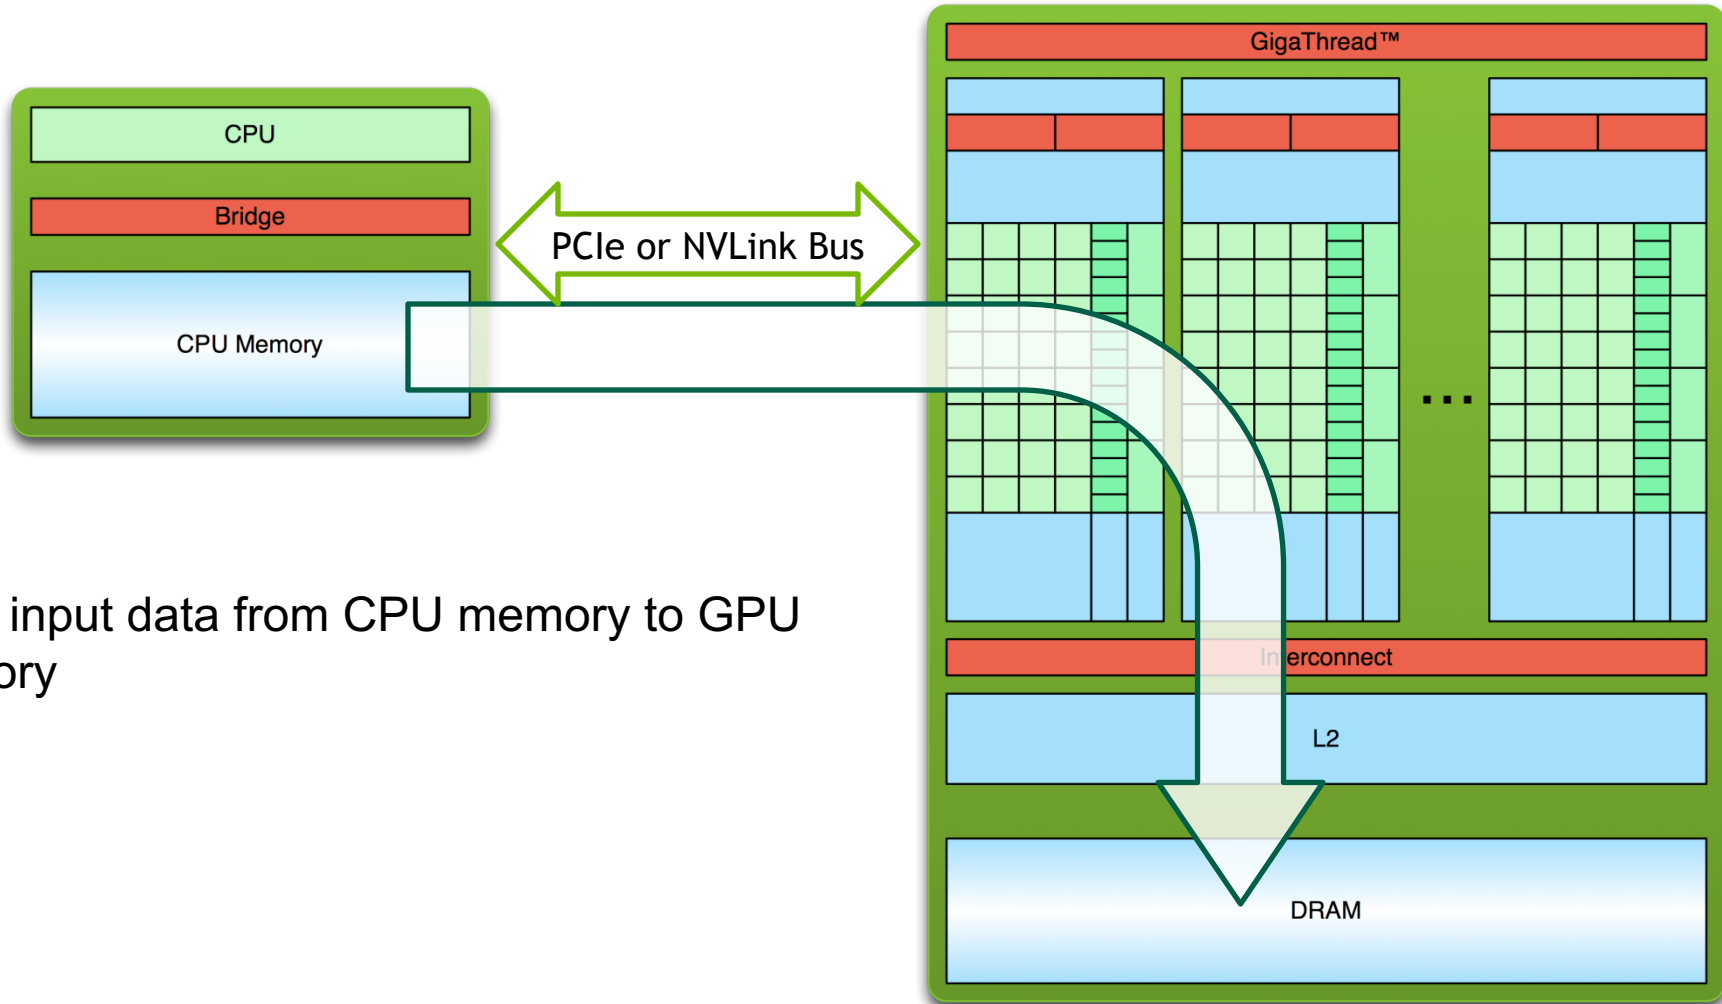 GigaThread™
CPU
Bridge
PCIe or NVLink Bus
CPU Memory
...
input data from CPU memory to GPU
ory
Interconnect
L2
DRAM